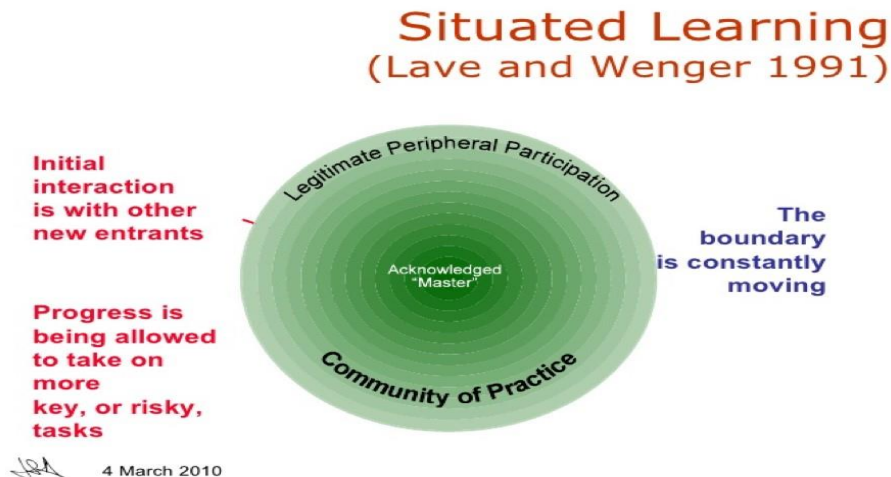 Situated Learning
(Lave and Wenger 1991)
Initial
interaction
is with other
new entrants
Legitimate Peripheral Participation
Acknowledged
“Master”
The
boundary
is constantly
moving
Progress is
being allowed
to take on
more
key, or risky,
tasks
Community of Practice
4 March 2010